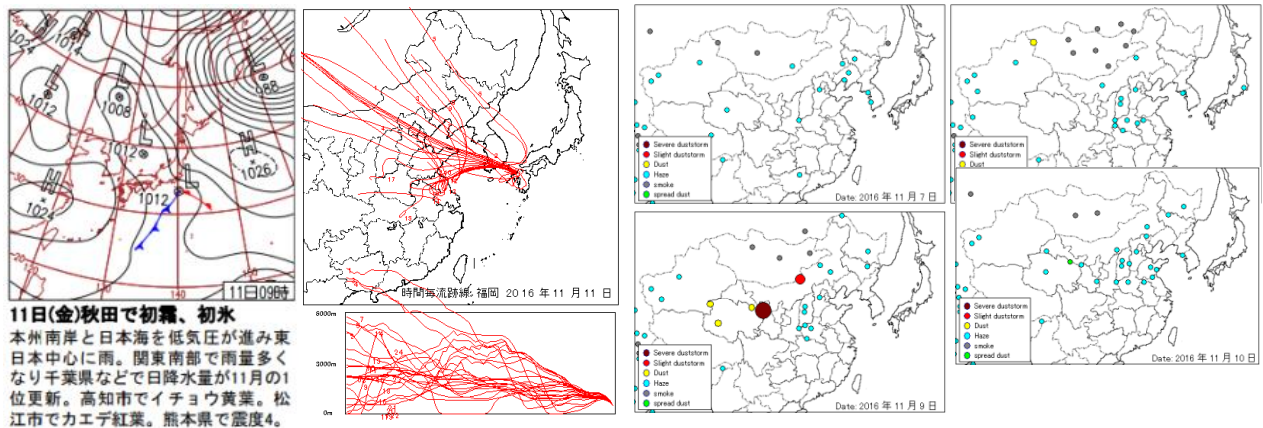 1024
1014
988
1012
1008
L
1012
H
1026
1012
L
H
1024
20
120
140
11日09時
11日(金)秋田で初霜、初氷
本州南岸と日本海を低気圧が進み東
日本中心に雨。関東南部で雨量多く
なり千葉県などで日降水量が11月の1
位更新。高知市でイチョウ黄葉。松
江市でカエデ紅葉。熊本県で震度4。
時間毎流跡線: 福岡 2016 年 11 月 11 日
6000m
3000m
0m
24
Severe duststorm
Slight duststorm
Dust
Haze
smoke
spread dust
Date: 2016 年 11 月 7 日
Severe duststorm
Slight duststorm
Dust
Severe duststorm
Slight duststorm
Dust
Haze
smoke
spread dust
Date: 2016 年 11 月 9 日
Severe duststorm
Slight duststorm
Dust
Haze
smoke
spread dust
Date: 2016 年 11 月 10 日